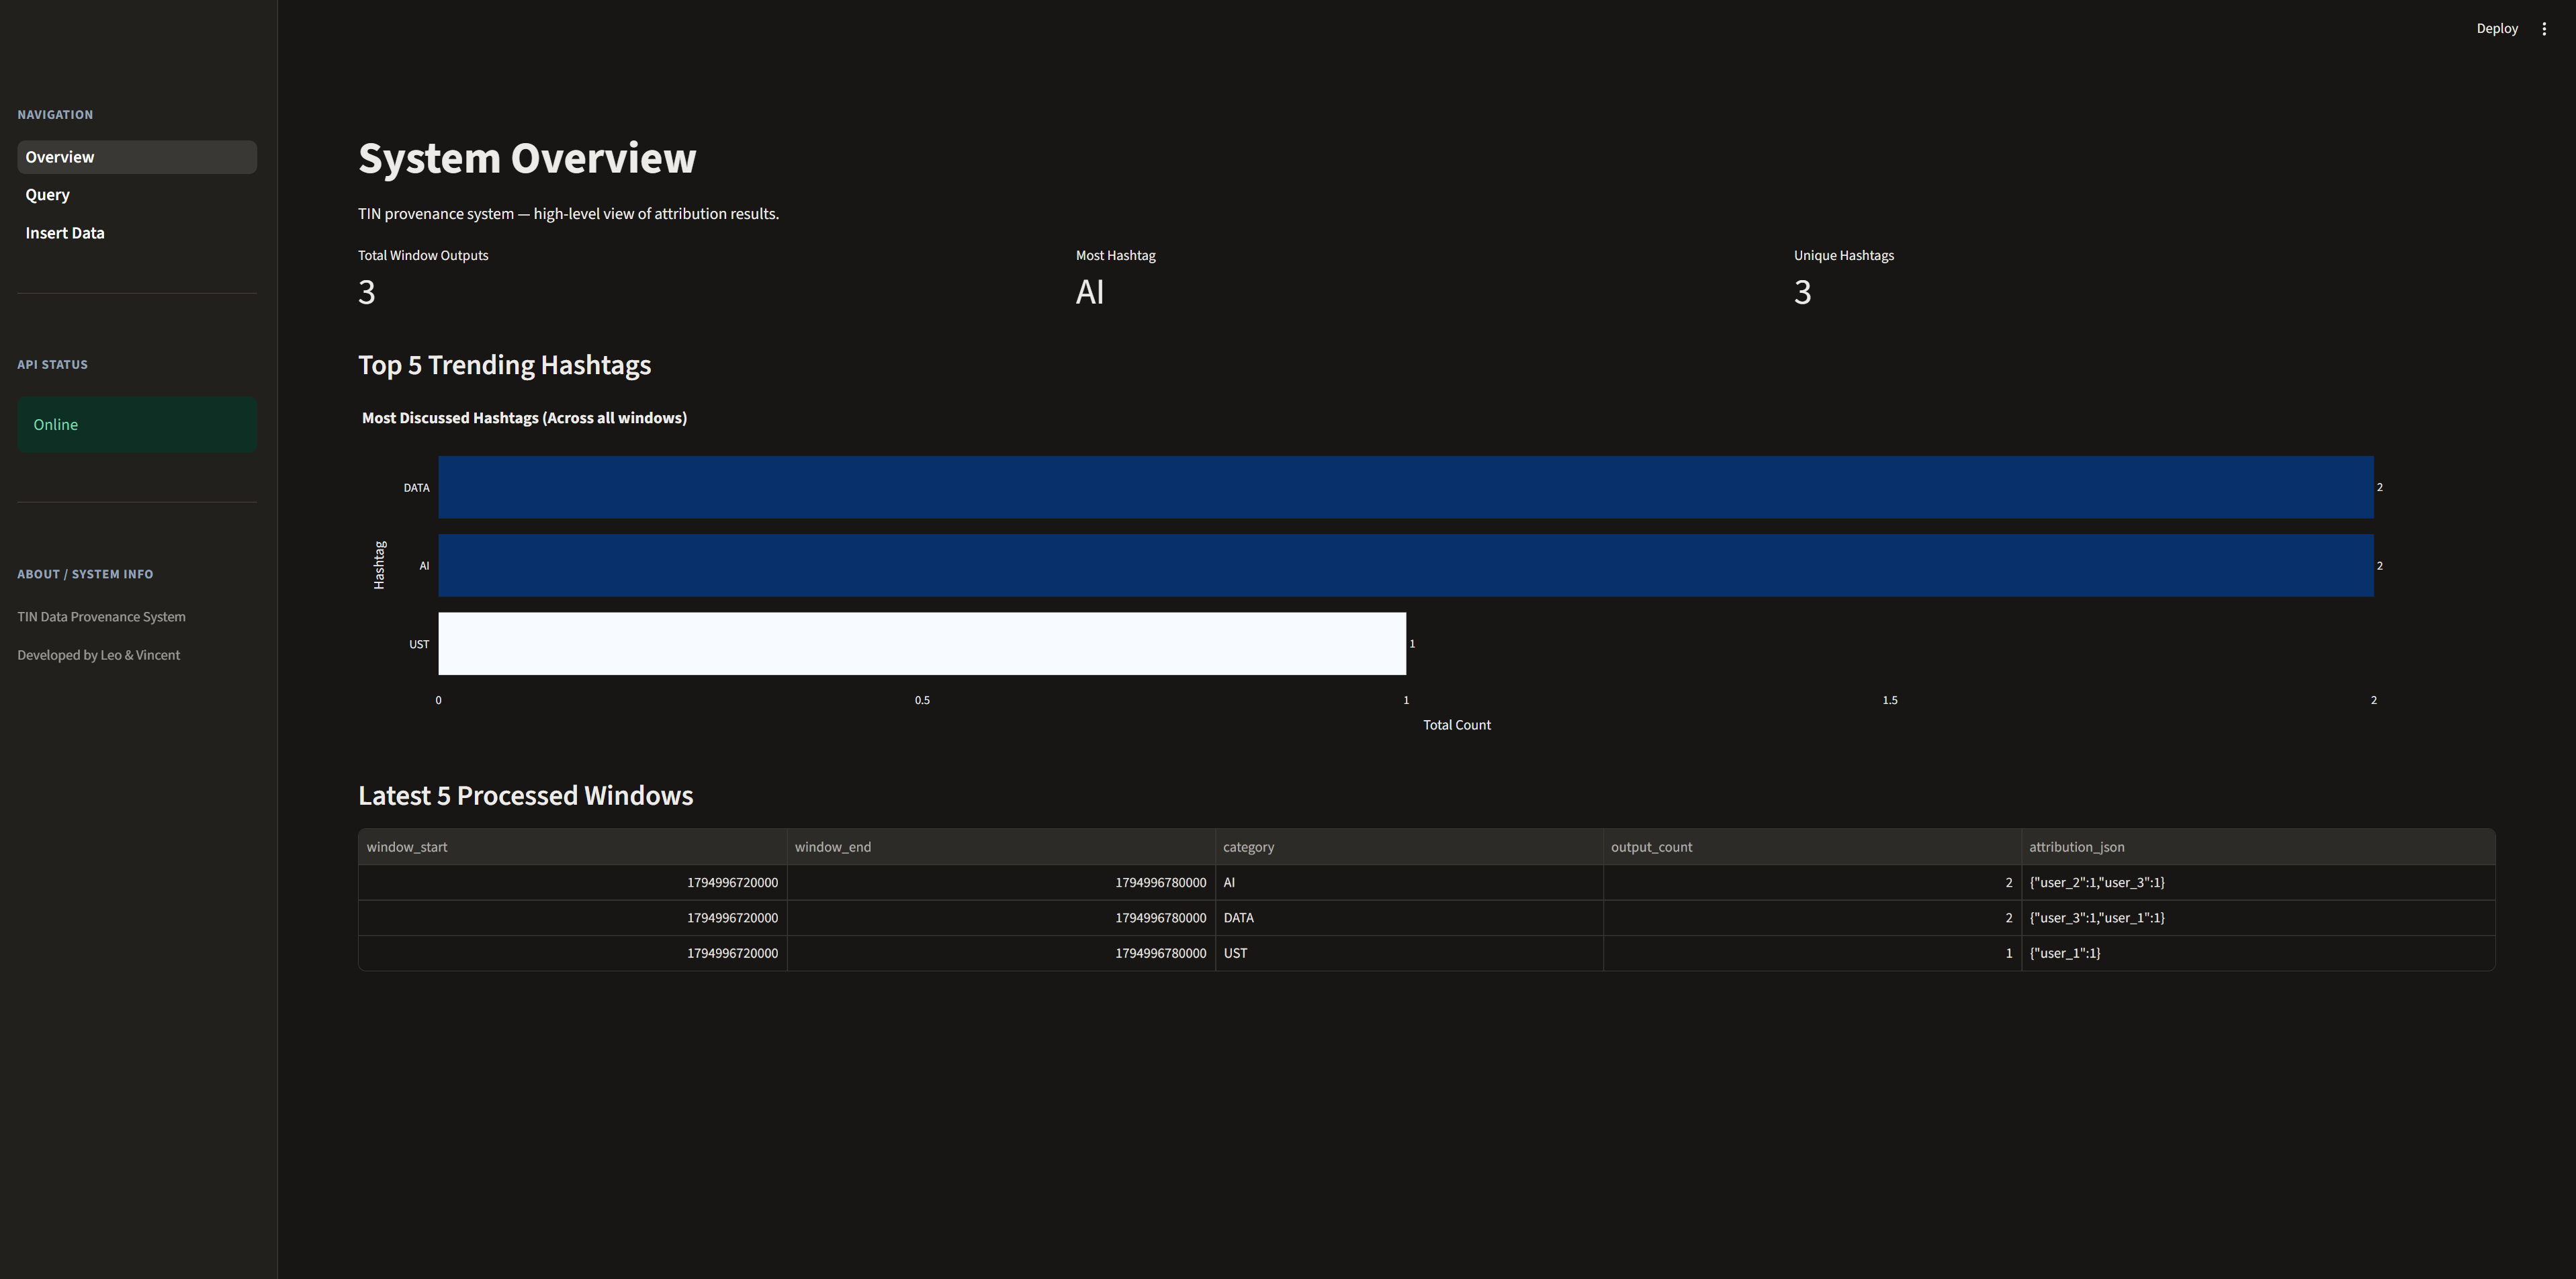 Deploy
NAVIGATION
Overview
Query
Insert Data
API STATUS
Online
ABOUT / SYSTEM INFO
TIN Data Provenance System
Developed by Leo & Vincent
System Overview
TIN provenance system — high-level view of attribution results.
Total Window Outputs Most Hashtag Unique Hashtags
3 AI 3
Top 5 Trending Hashtags
Most Discussed Hashtags (Across all windows)
Hashtag
DATA 2
AI 2
UST 1
0 0.5 1 1.5 2
Total Count
Latest 5 Processed Windows
window_start window_end category output_count attribution_json
1794996720000 1794996780000 AI 2 {"user_2":1,"user_3":1}
1794996720000 1794996780000 DATA 2 {"user_3":1,"user_1":1}
1794996720000 1794996780000 UST 1 {"user_1":1}